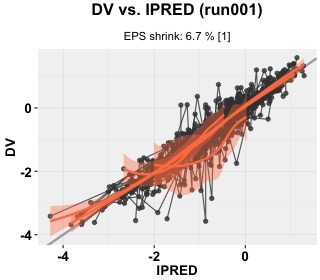 DV vs. IPRED (run001)
EPS shrink: 6.7 % [1]
0
DV
-2
-4
-4 -2 0
IPRED